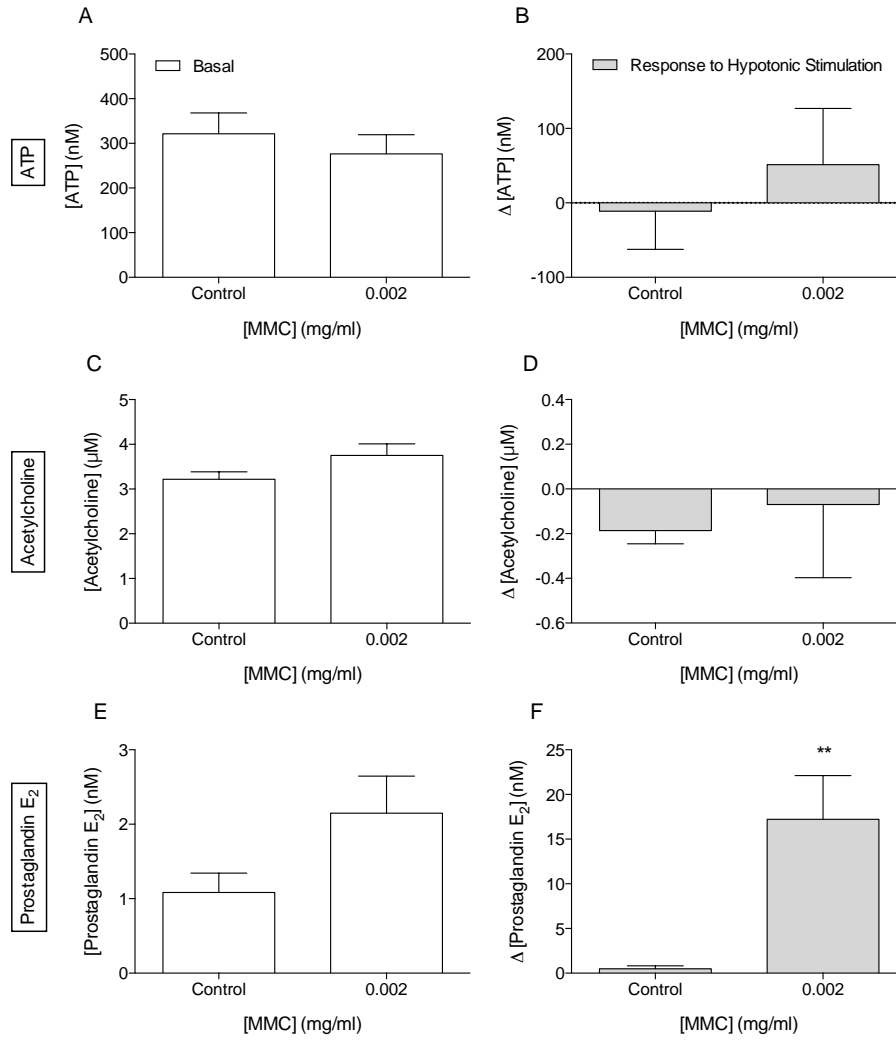 A
B
500
400
300
200
100
0
[ATP] (nM)
Basal
Control
0.002
[MMC] (mg/ml)
ATP
200
100
0
-100
Δ [ATP] (nM)
Response to Hypotonic Stimulation
Control
0.002
[MMC] (mg/ml)
C
D
Acetylcholine
5
4
3
2
1
0
[Acetylcholine] (μM)
Control
0.002
[MMC] (mg/ml)
0.4
0.2
0.0
-0.2
-0.4
-0.6
Δ [Acetylcholine] (μM)
Control
0.002
[MMC] (mg/ml)
E
F
Prostaglandin E2
3
2
1
0
[Prostaglandin E2] (nM)
Control
0.002
[MMC] (mg/ml)
25
20
15
10
5
0
Δ [Prostaglandin E2] (nM)
**
Control
0.002
[MMC] (mg/ml)